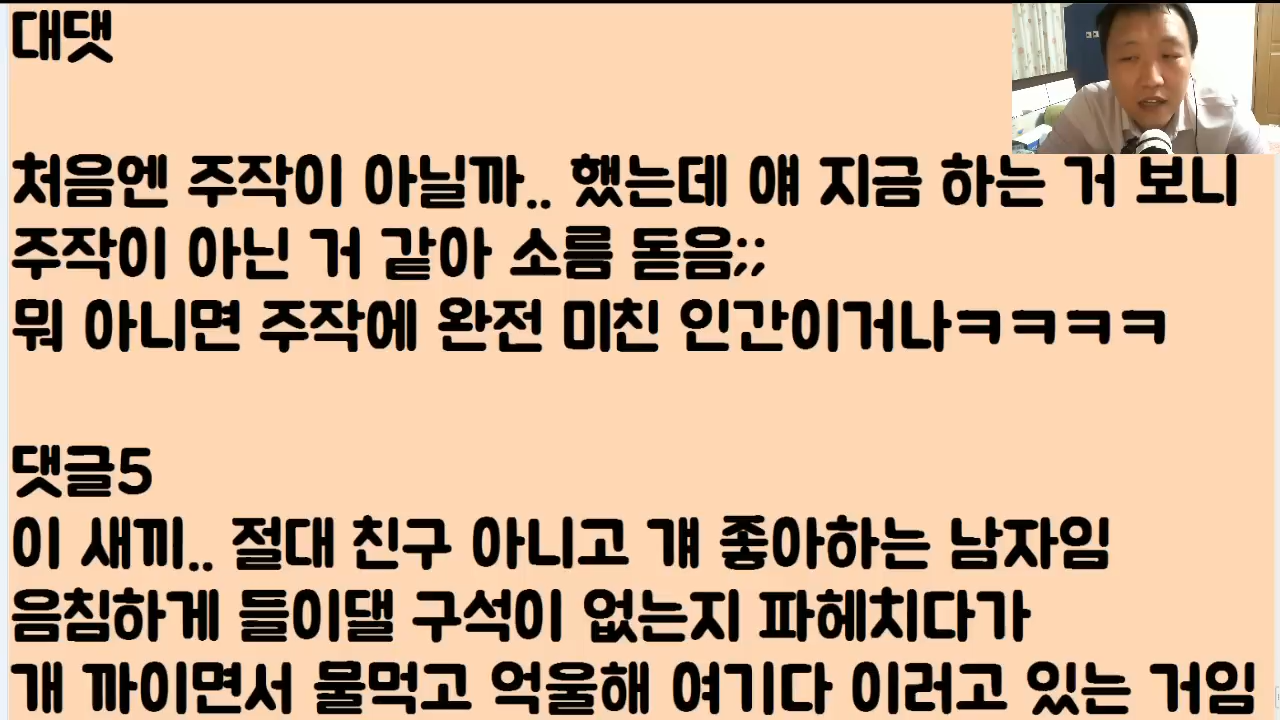 대댓
처음엔 주작이 아닐까.. 했는데 얘 지금 하는 거 보니
주작이 아닌 거 같아 소름 돋음;;
뭐 아니면 주작에 완전 미친 인간이거나ㅋㅋㅋㅋ
댓글5
이 새끼.. 절대 친구 아니고 걔 좋아하는 남자임
음침하게 들이댈 구석이 없는지 파헤치다가
개 까이면서 물먹고 억울해 여기다 이러고 있는 거임